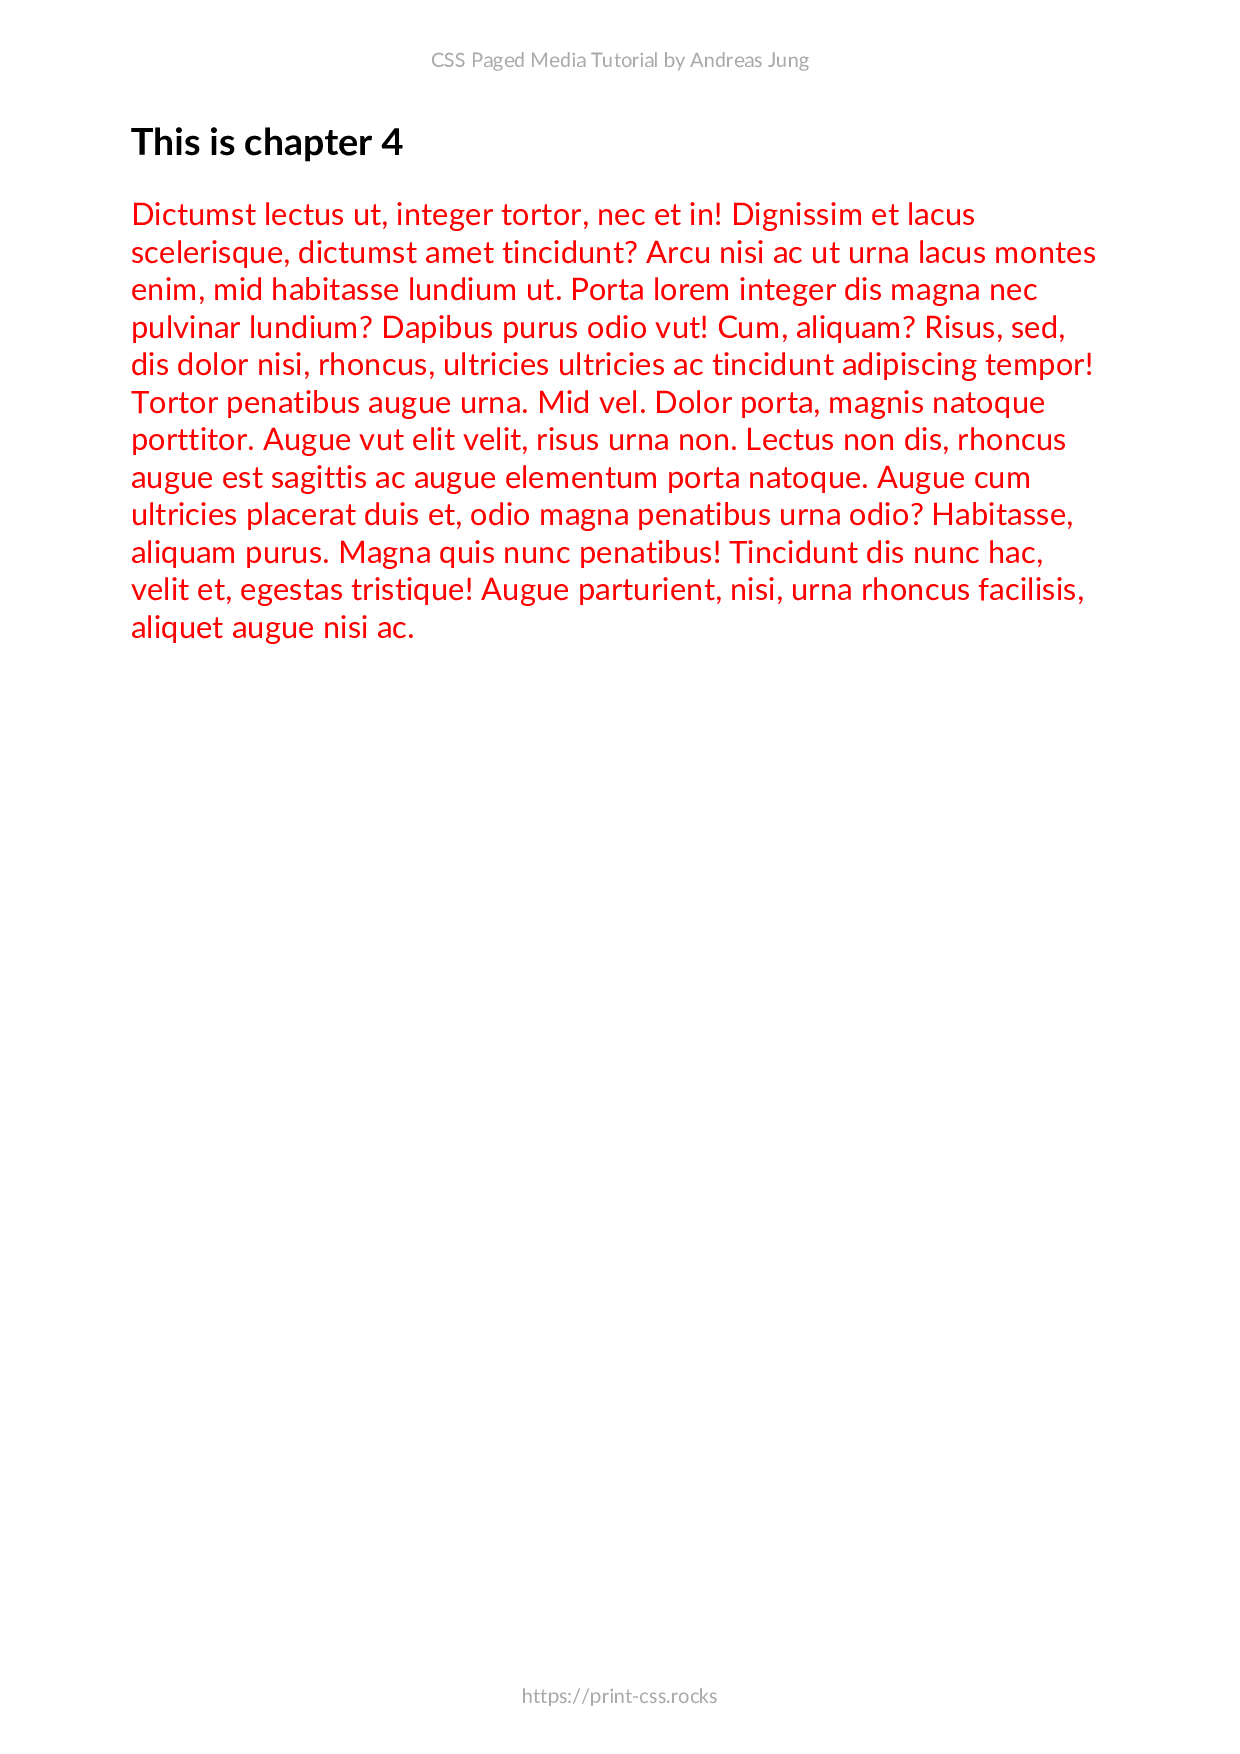 CSS Paged Media Tutorial by Andreas Jung
This is chapter 4
Dictumst lectus ut, integer tortor, nec et in! Dignissim et lacus
scelerisque, dictumst amet tincidunt? Arcu nisi ac ut urna lacus montes
enim, mid habitasse lundium ut. Porta lorem integer dis magna nec
pulvinar lundium? Dapibus purus odio vut! Cum, aliquam? Risus, sed,
dis dolor nisi, rhoncus, ultricies ultricies ac tincidunt adipiscing tempor!
Tortor penatibus augue urna. Mid vel. Dolor porta, magnis natoque
porttitor. Augue vut elit velit, risus urna non. Lectus non dis, rhoncus
augue est sagittis ac augue elementum porta natoque. Augue cum
ultricies placerat duis et, odio magna penatibus urna odio? Habitasse,
aliquam purus. Magna quis nunc penatibus! Tincidunt dis nunc hac,
velit et, egestas tristique! Augue parturient, nisi, urna rhoncus facilisis,
aliquet augue nisi ac.
https://print-css.rocks